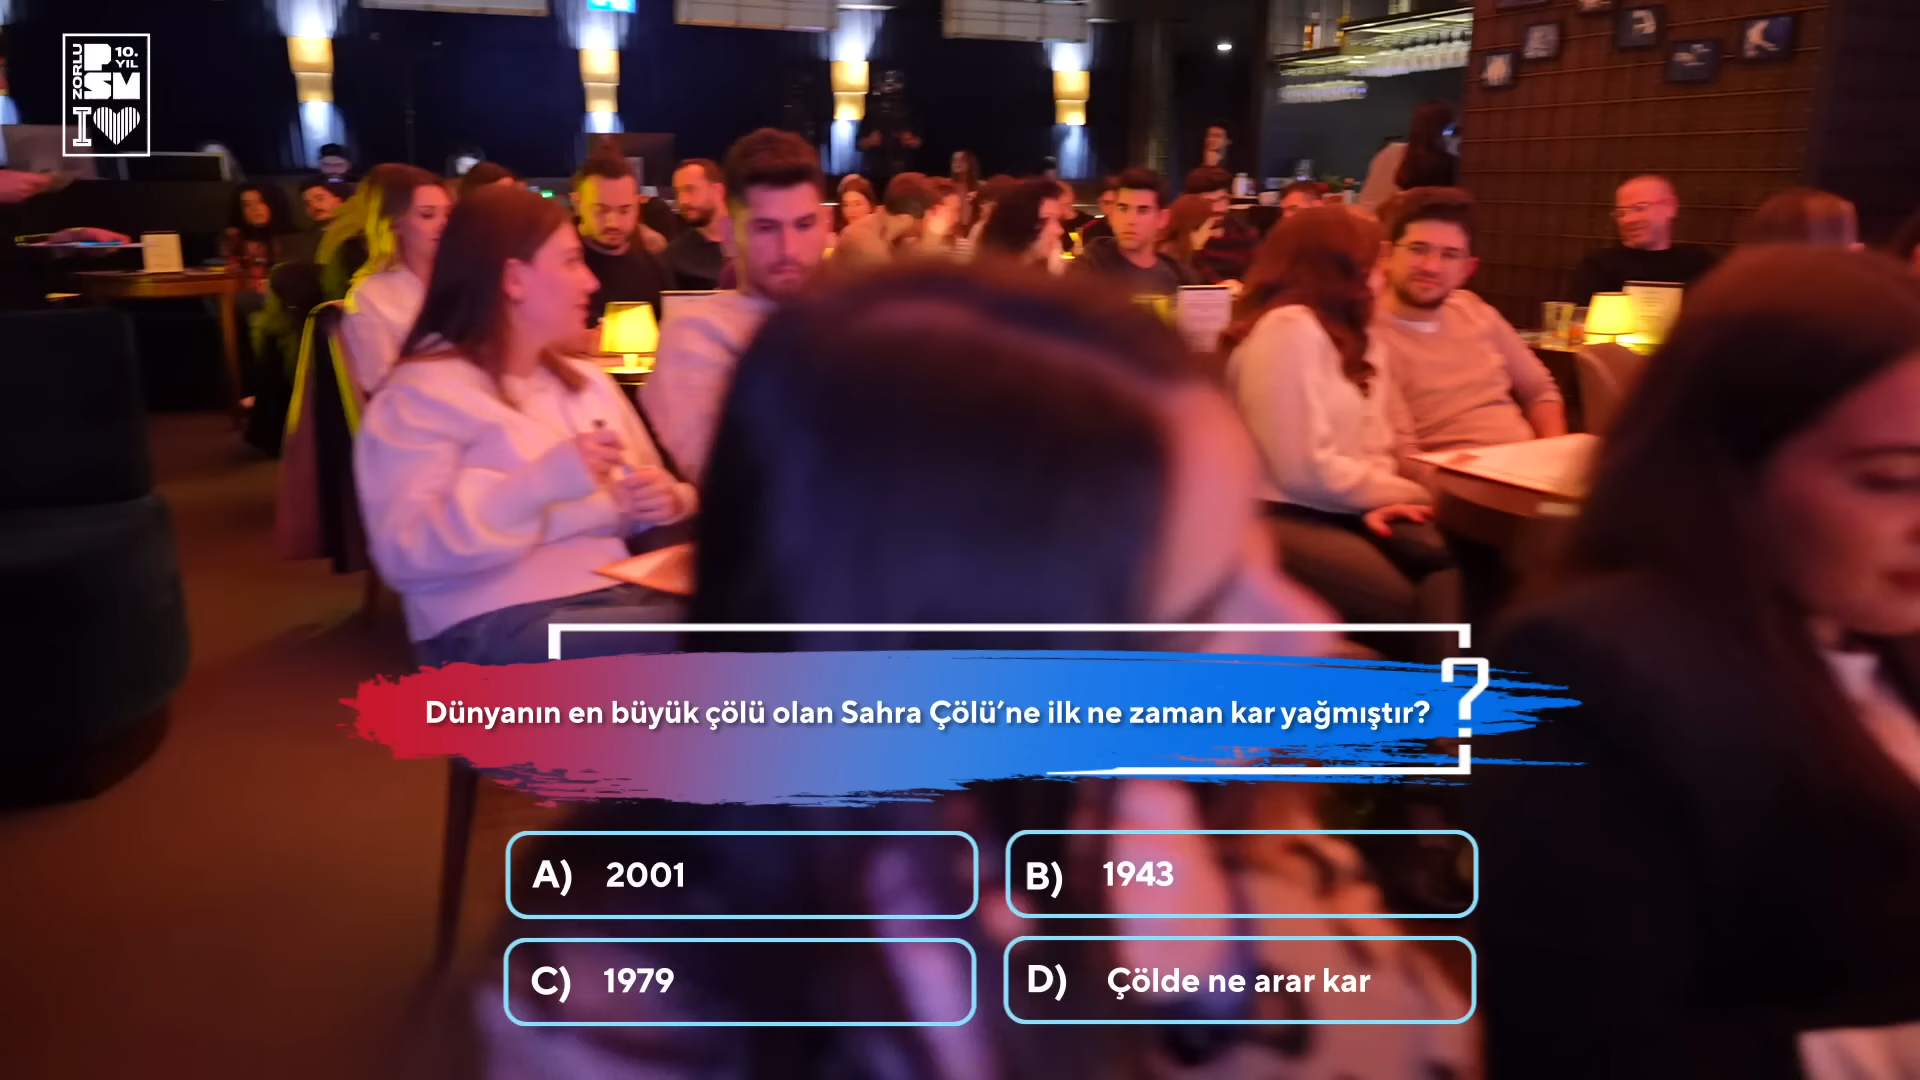 ZORLU
PSM
10.
YIL
I
Dünyanın en büyük çölü olan Sahra Çölü’ne ilk ne zaman kar yağmıştır?
?
A) 2001
B) 1943
C) 1979
D) Çölde ne arar kar